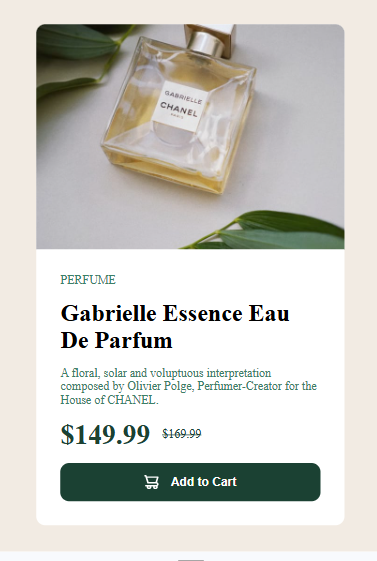 GABRIELLE
CHANEL
PARIS
PERFUME
Gabrielle Essence Eau
De Parfum
A floral, solar and voluptuous interpretation
composed by Olivier Polge, Perfumer-Creator for the
House of CHANEL.
$149.99 $169.99
Add to Cart